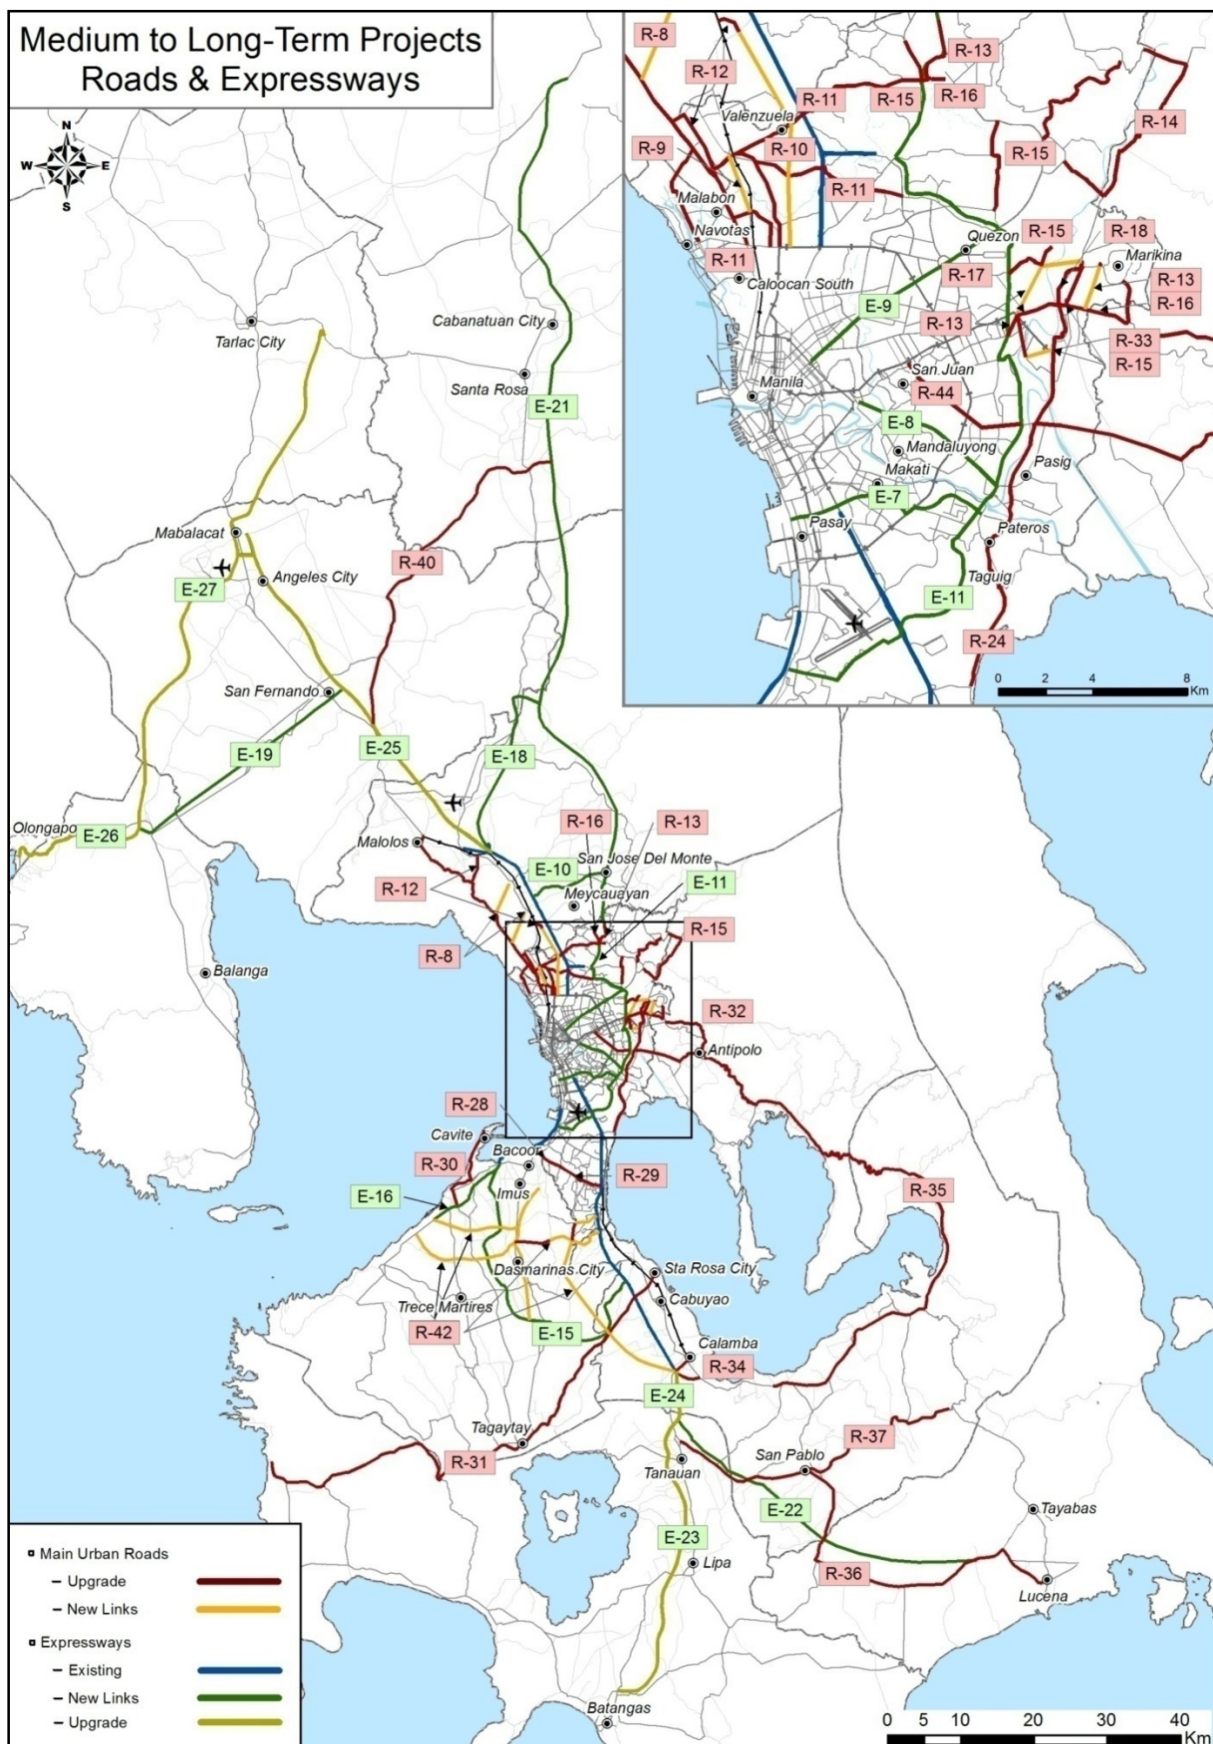 Medium to Long-Term Projects
Roads & Expressways
N
W E
S
R-8
R-13
R-12
R-11
R-15
R-16
Valenzuela
R-14
R-9
R-10
R-15
R-11
Malabon
Navotas
Quezon
R-15
R-18
R-11
R-17
Marikina
Caloocan South
R-13
E-9
R-16
R-13
R-33
San Juan
R-15
Manila
R-44
E-8
Mandaluyong
Makati
Pasig
E-7
Pasay
Pateros
Taguig
E-11
R-24
0 2 4 8
Km
Tarlac City
Cabanatuan City
Santa Rosa
E-21
Mabalacat
R-40
Angeles City
E-27
San Fernando
E-19
E-25
E-18
Olongapo
E-26
Malolos
R-16
R-13
San Jose Del Monte
E-10
E-11
R-12
Meycauayan
R-15
R-8
Balanga
R-32
Antipolo
R-28
Cavite
Bacoor
R-30
R-29
Imus
E-16
R-35
Dasmarinas City
Sta Rosa City
Trece Martires
Cabuyao
R-42
E-15
Calamba
R-34
E-24
Tagaytay
R-37
R-31
San Pablo
Tanauan
E-22
Tayabas
E-23
Lipa
R-36
Lucena
Batangas
Main Urban Roads
– Upgrade
– New Links
Expressways
– Existing
– New Links
– Upgrade
0 5 10 20 30 40
Km